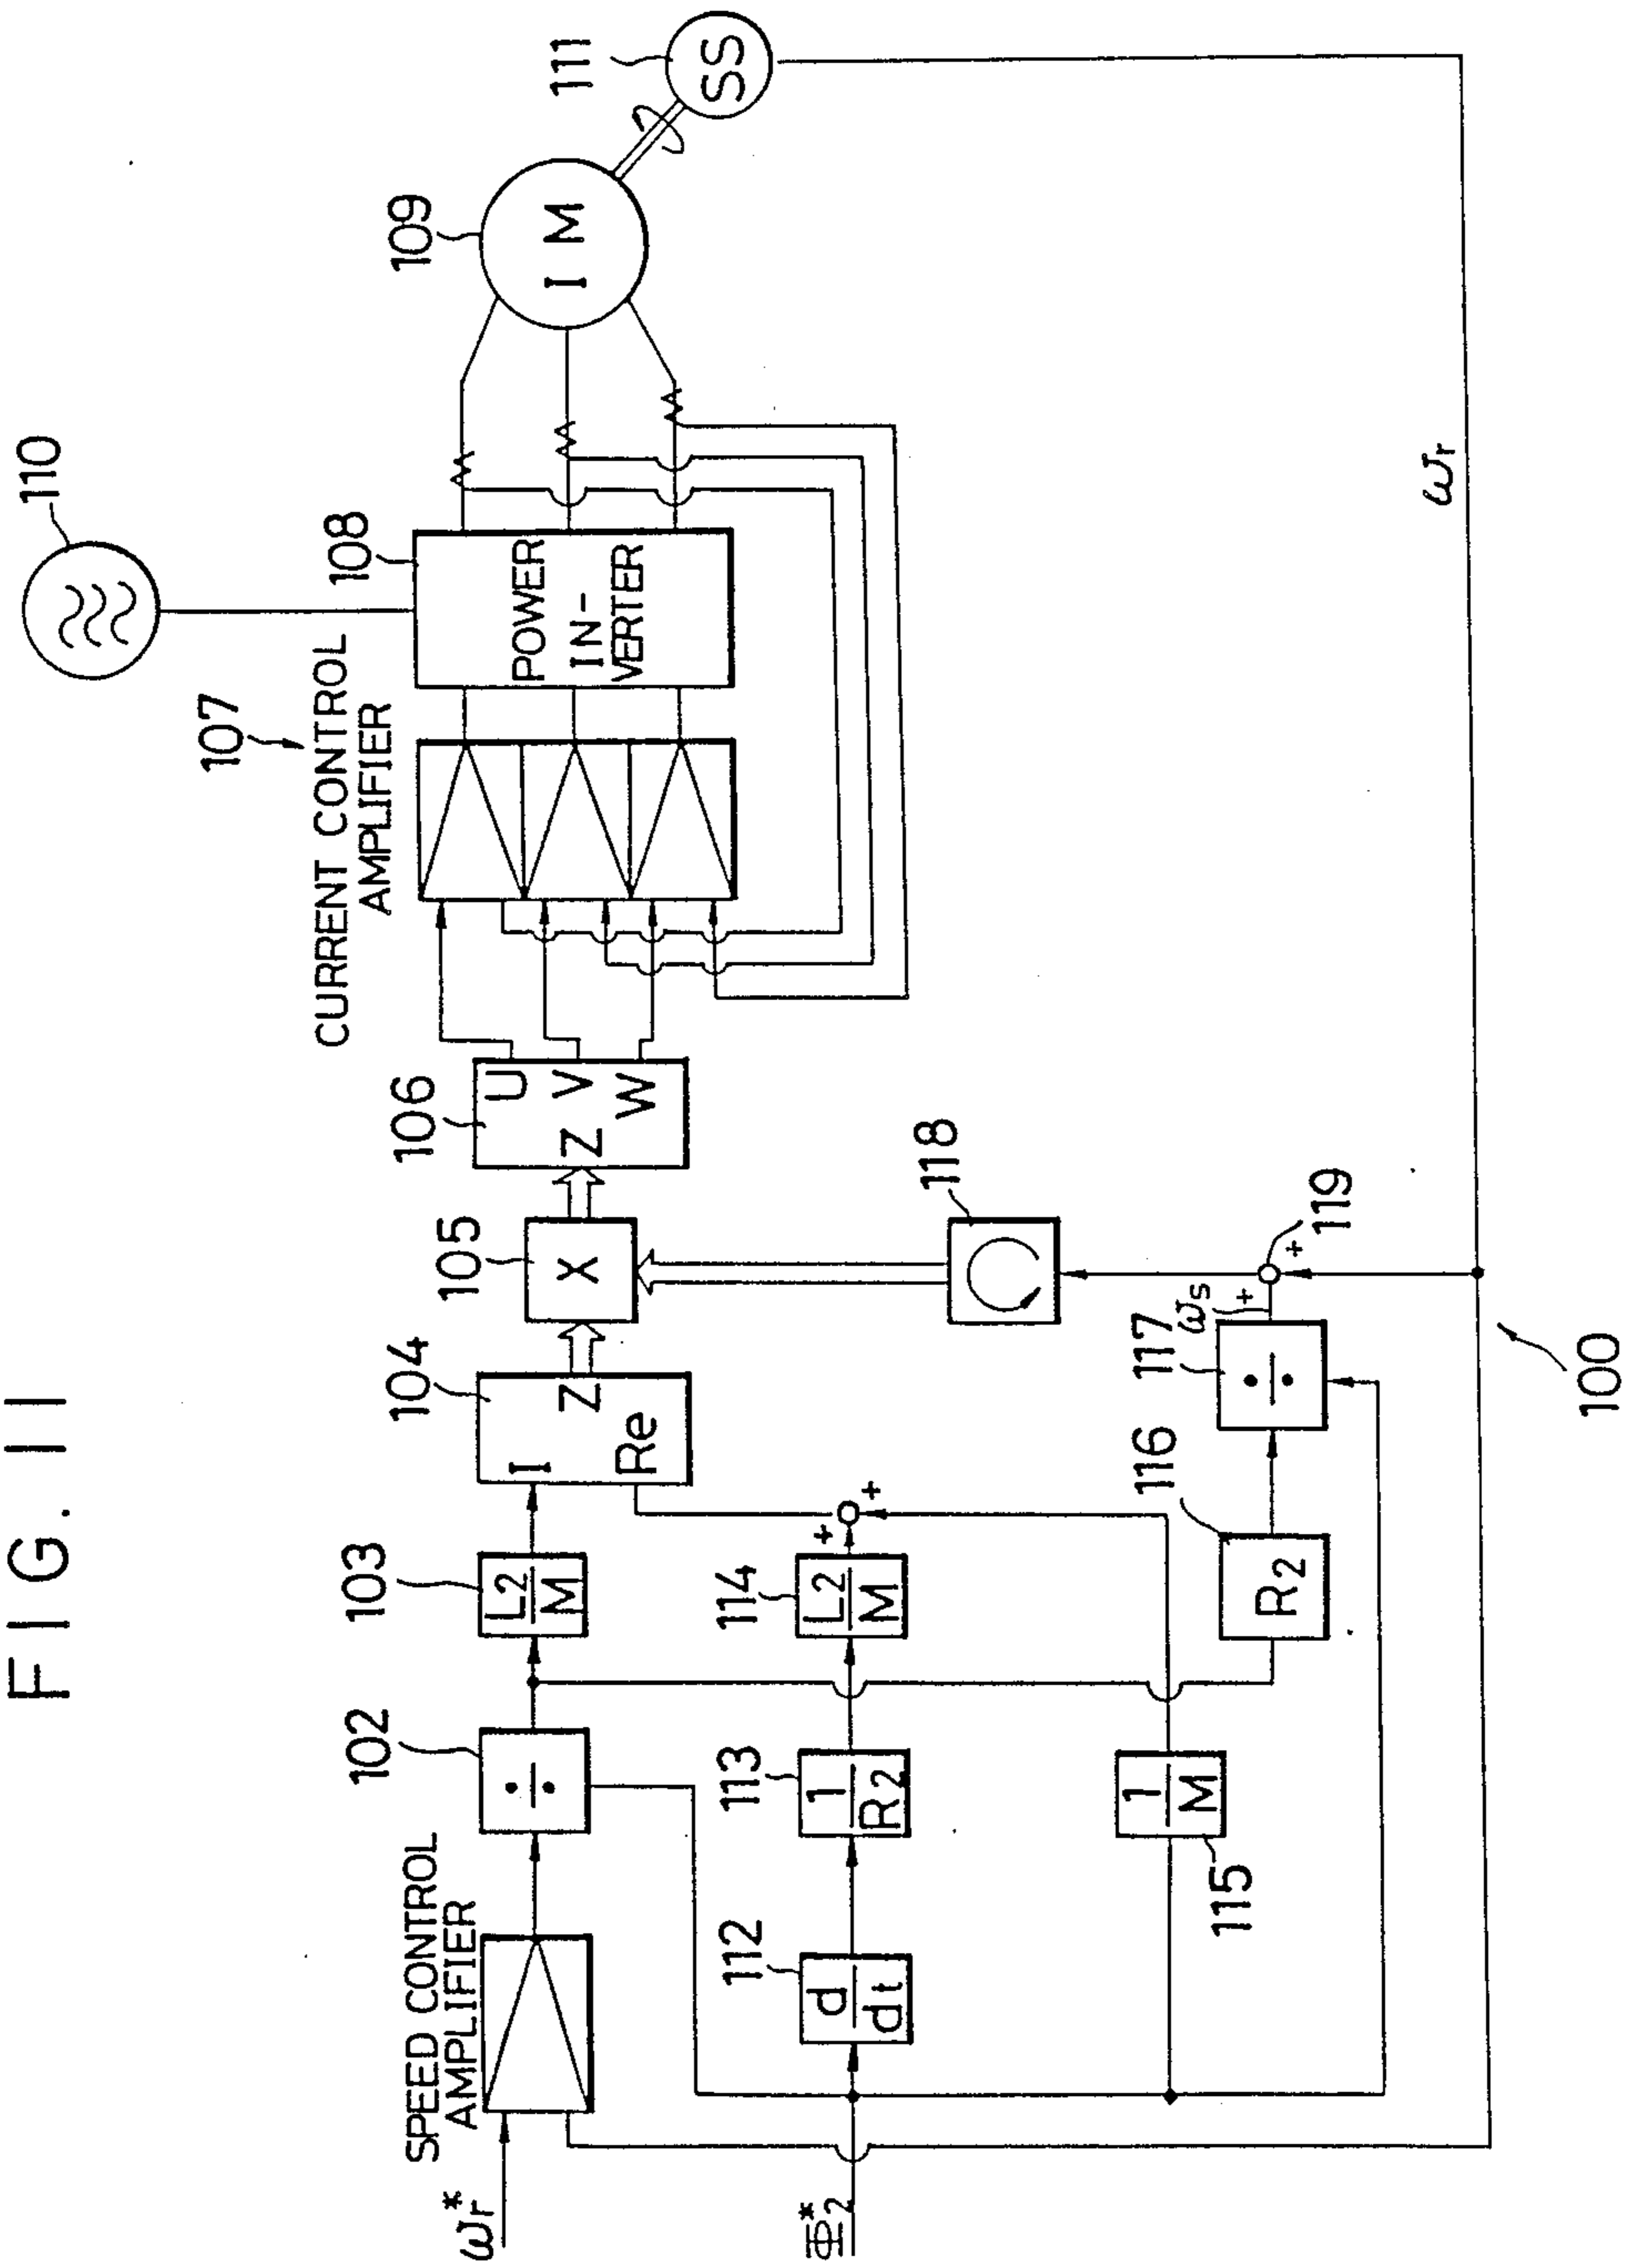 FIG. 11
110
111
109
108
107
CURRENT CONTROL
AMPLIFIER
POWER
IN-
VERTER
I M
SS
106
U
V
W
Z
105
X
104
I
Z
Re
103
L2
M
102
÷
SPEED CONTROL
AMPLIFIER
ωr*
Φ2*
112
d
dt
113
1
R2
114
L2
M
+
+
115
1
M
116
R2
117
÷
ωs
+
+
118
119
ωr
100